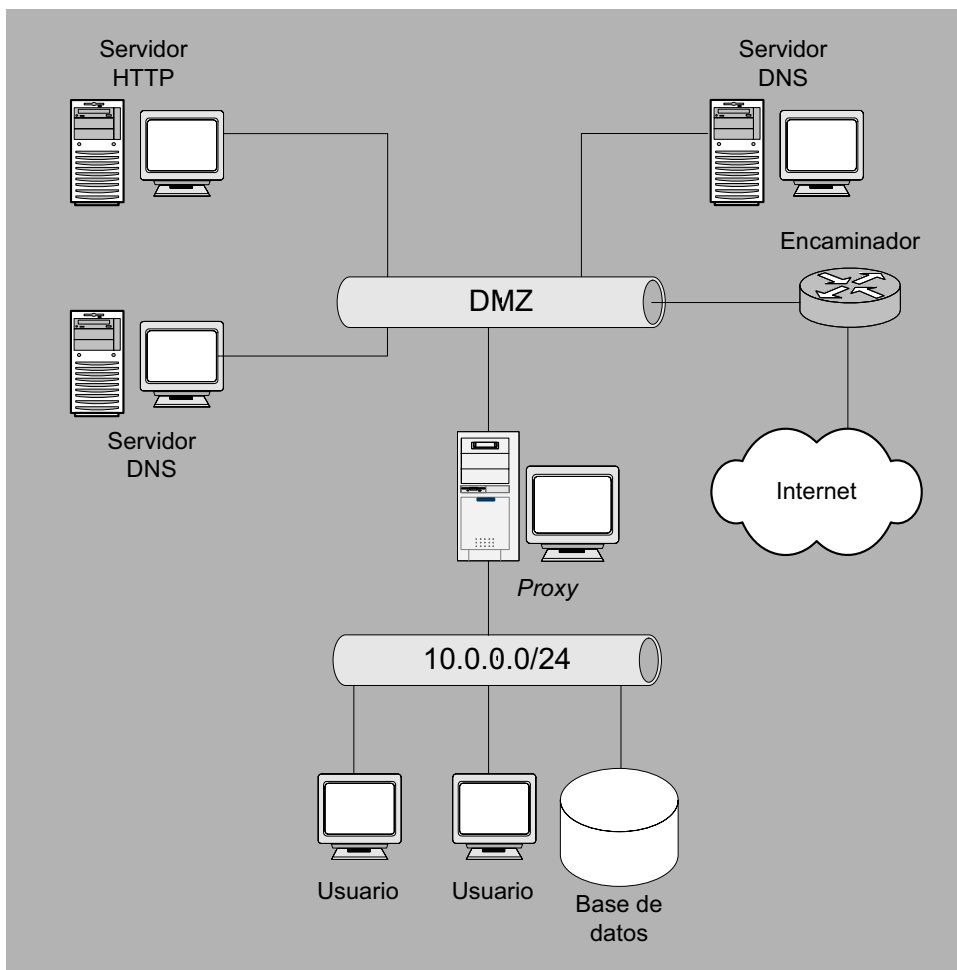 Servidor
HTTP
Servidor
DNS
Encaminador
DMZ
Servidor
DNS
Internet
Proxy
10.0.0.0/24
Usuario
Usuario
Base de
datos